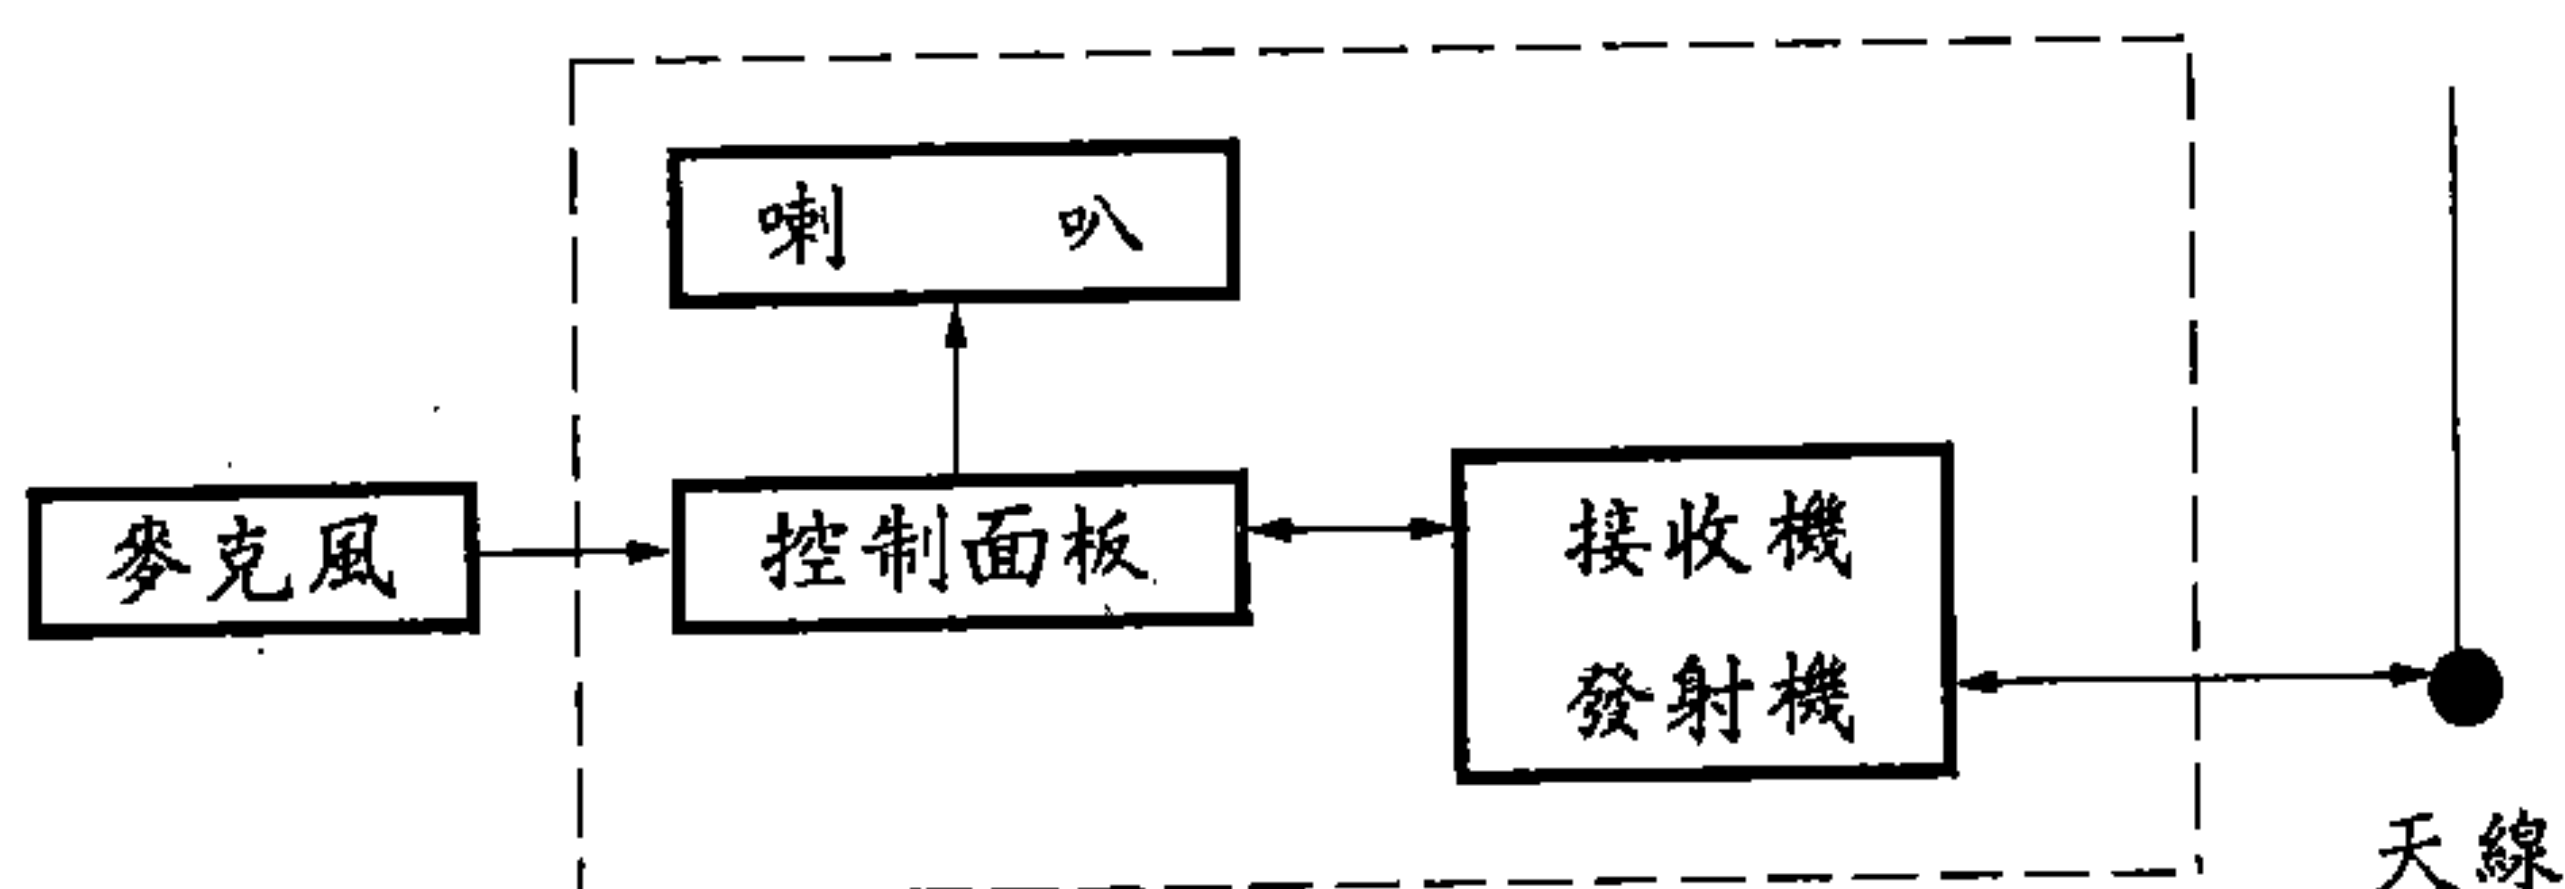 喇叭
麥克風
控制面板
接收機
發射機
天線